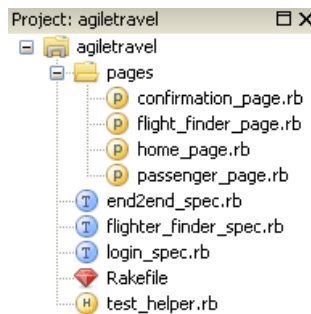 Project: agiletravel
agiletravel
pages
P confirmation_page.rb
P flight_finder_page.rb
P home_page.rb
P passenger_page.rb
T end2end_spec.rb
T flighter_finder_spec.rb
T login_spec.rb
Rakefile
H test_helper.rb